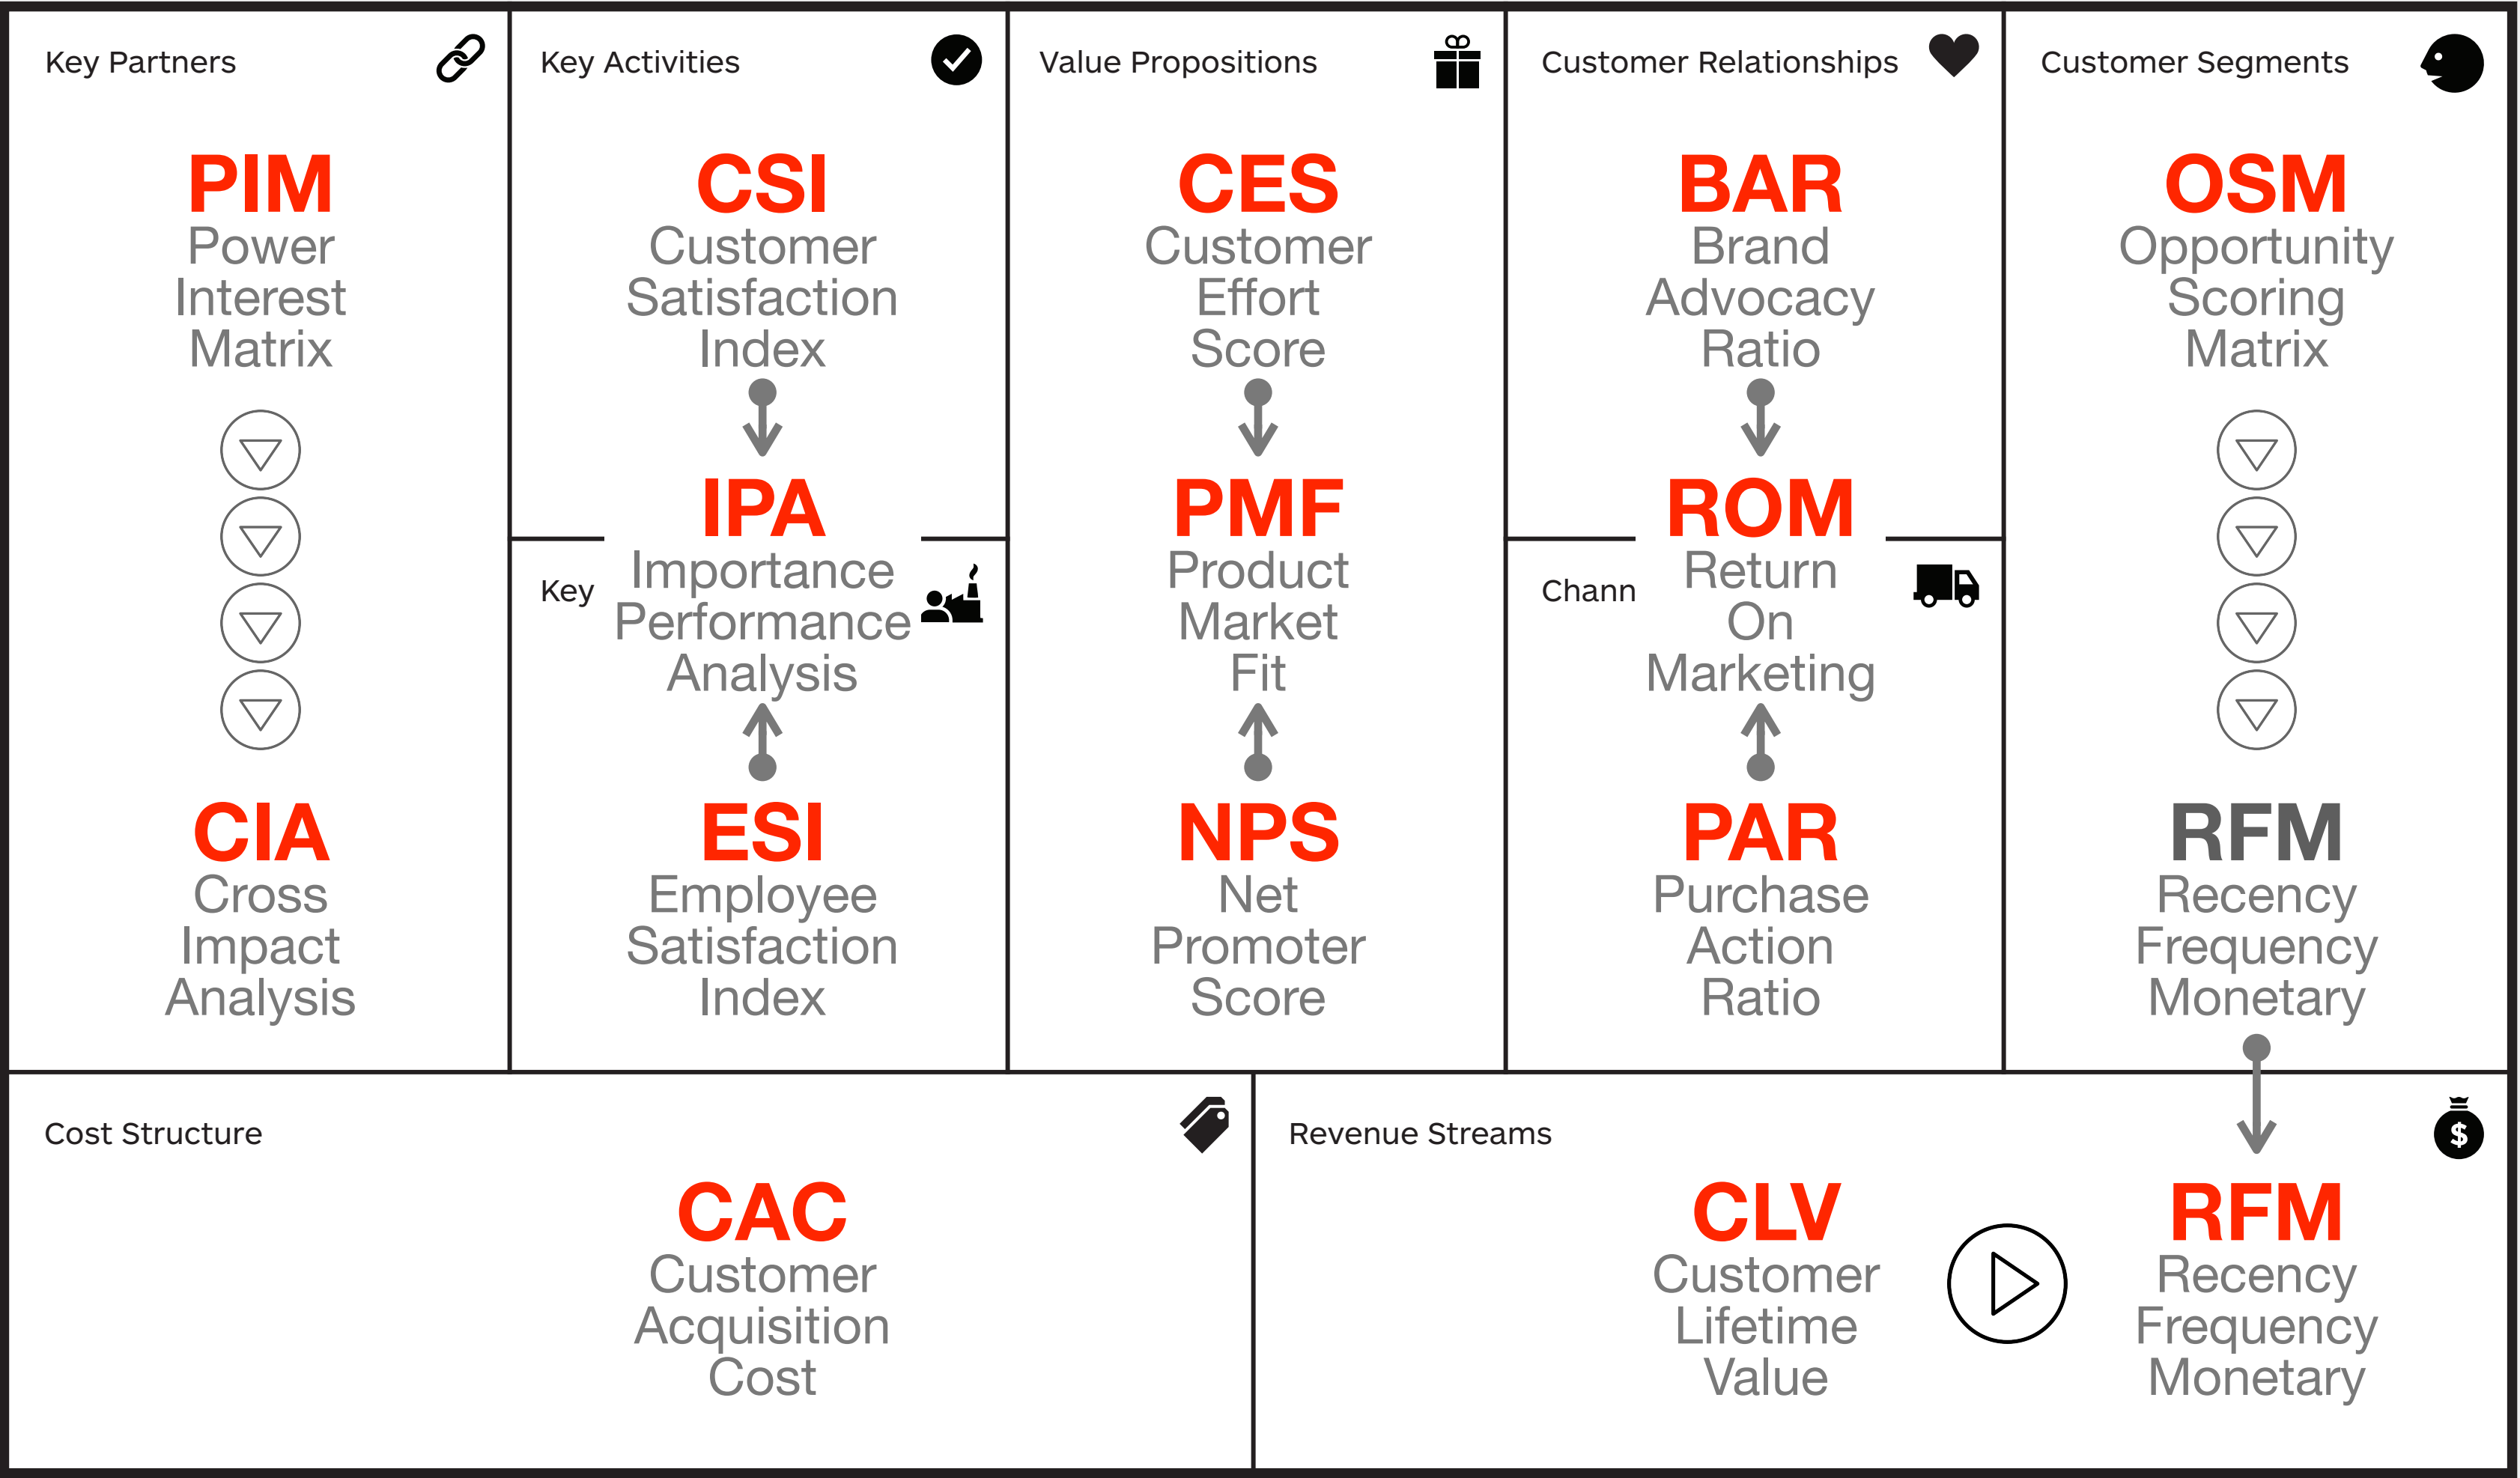 Key Partners
PIM
Power
Interest
Matrix
CIA
Cross
Impact
Analysis
Key Activities
CSI
Customer
Satisfaction
Index
IPA
Key
Importance
Performance
Analysis
ESI
Employee
Satisfaction
Index
Value Propositions
CES
Customer
Effort
Score
PMF
Product
Market
Fit
NPS
Net
Promoter
Score
Customer Relationships
BAR
Brand
Advocacy
Ratio
ROM
Chann
Return
On
Marketing
PAR
Purchase
Action
Ratio
Customer Segments
OSM
Opportunity
Scoring
Matrix
RFM
Recency
Frequency
Monetary
Cost Structure
CAC
Customer
Acquisition
Cost
Revenue Streams
$
CLV
Customer
Lifetime
Value
RFM
Recency
Frequency
Monetary